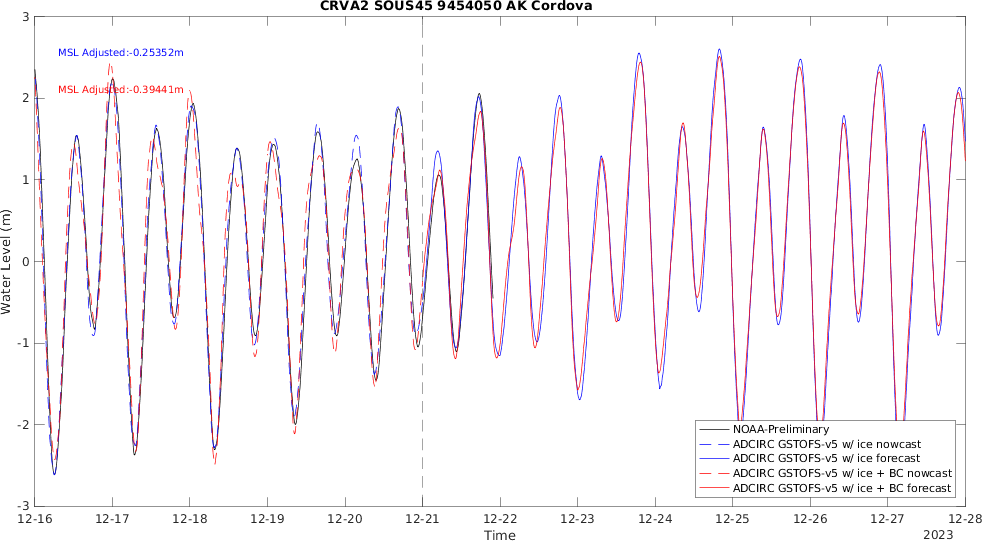 CRVA2 SOUS45 9454050 AK Cordova
3
2
1
0
-1
-2
-3
Water Level (m)
MSL Adjusted:-0.25352m
MSL Adjusted:-0.39441m
NOAA-Preliminary
ADCIRC GSTOFS-v5 w/ ice nowcast
ADCIRC GSTOFS-v5 w/ ice forecast
ADCIRC GSTOFS-v5 w/ ice + BC nowcast
ADCIRC GSTOFS-v5 w/ ice + BC forecast
12-16 12-17 12-18 12-19 12-20 12-21 12-22 12-23 12-24 12-25 12-26 12-27 12-28
Time
2023